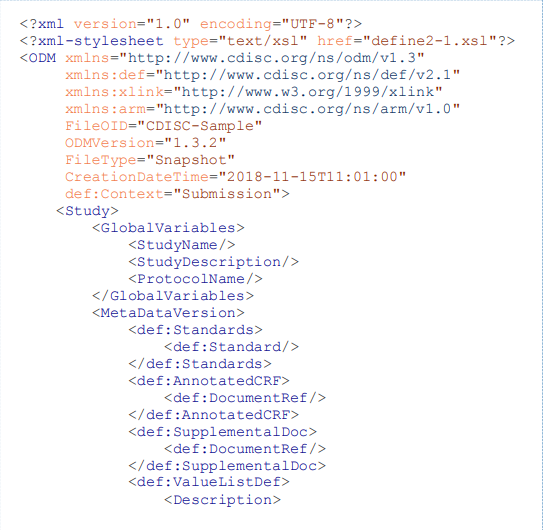 <?xml version="1.0" encoding="UTF-8"?>
<?xml-stylesheet type="text/xsl" href="define2-1.xsl"?>
<ODM xmlns="http://www.cdisc.org/ns/odm/v1.3"
     xmlns:def="http://www.cdisc.org/ns/def/v2.1"
     xmlns:xlink="http://www.w3.org/1999/xlink"
     xmlns:arm="http://www.cdisc.org/ns/arm/v1.0"
     FileOID="CDISC-Sample"
     ODMVersion="1.3.2"
     FileType="Snapshot"
     CreationDateTime="2018-11-15T11:01:00"
     def:Context="Submission">
    <Study>
        <GlobalVariables>
            <StudyName/>
            <StudyDescription/>
            <ProtocolName/>
        </GlobalVariables>
        <MetaDataVersion>
            <def:Standards>
                <def:Standard/>
            </def:Standards>
            <def:AnnotatedCRF>
                <def:DocumentRef/>
            </def:AnnotatedCRF>
            <def:SupplementalDoc>
                <def:DocumentRef/>
            </def:SupplementalDoc>
            <def:ValueListDef>
                <Description>